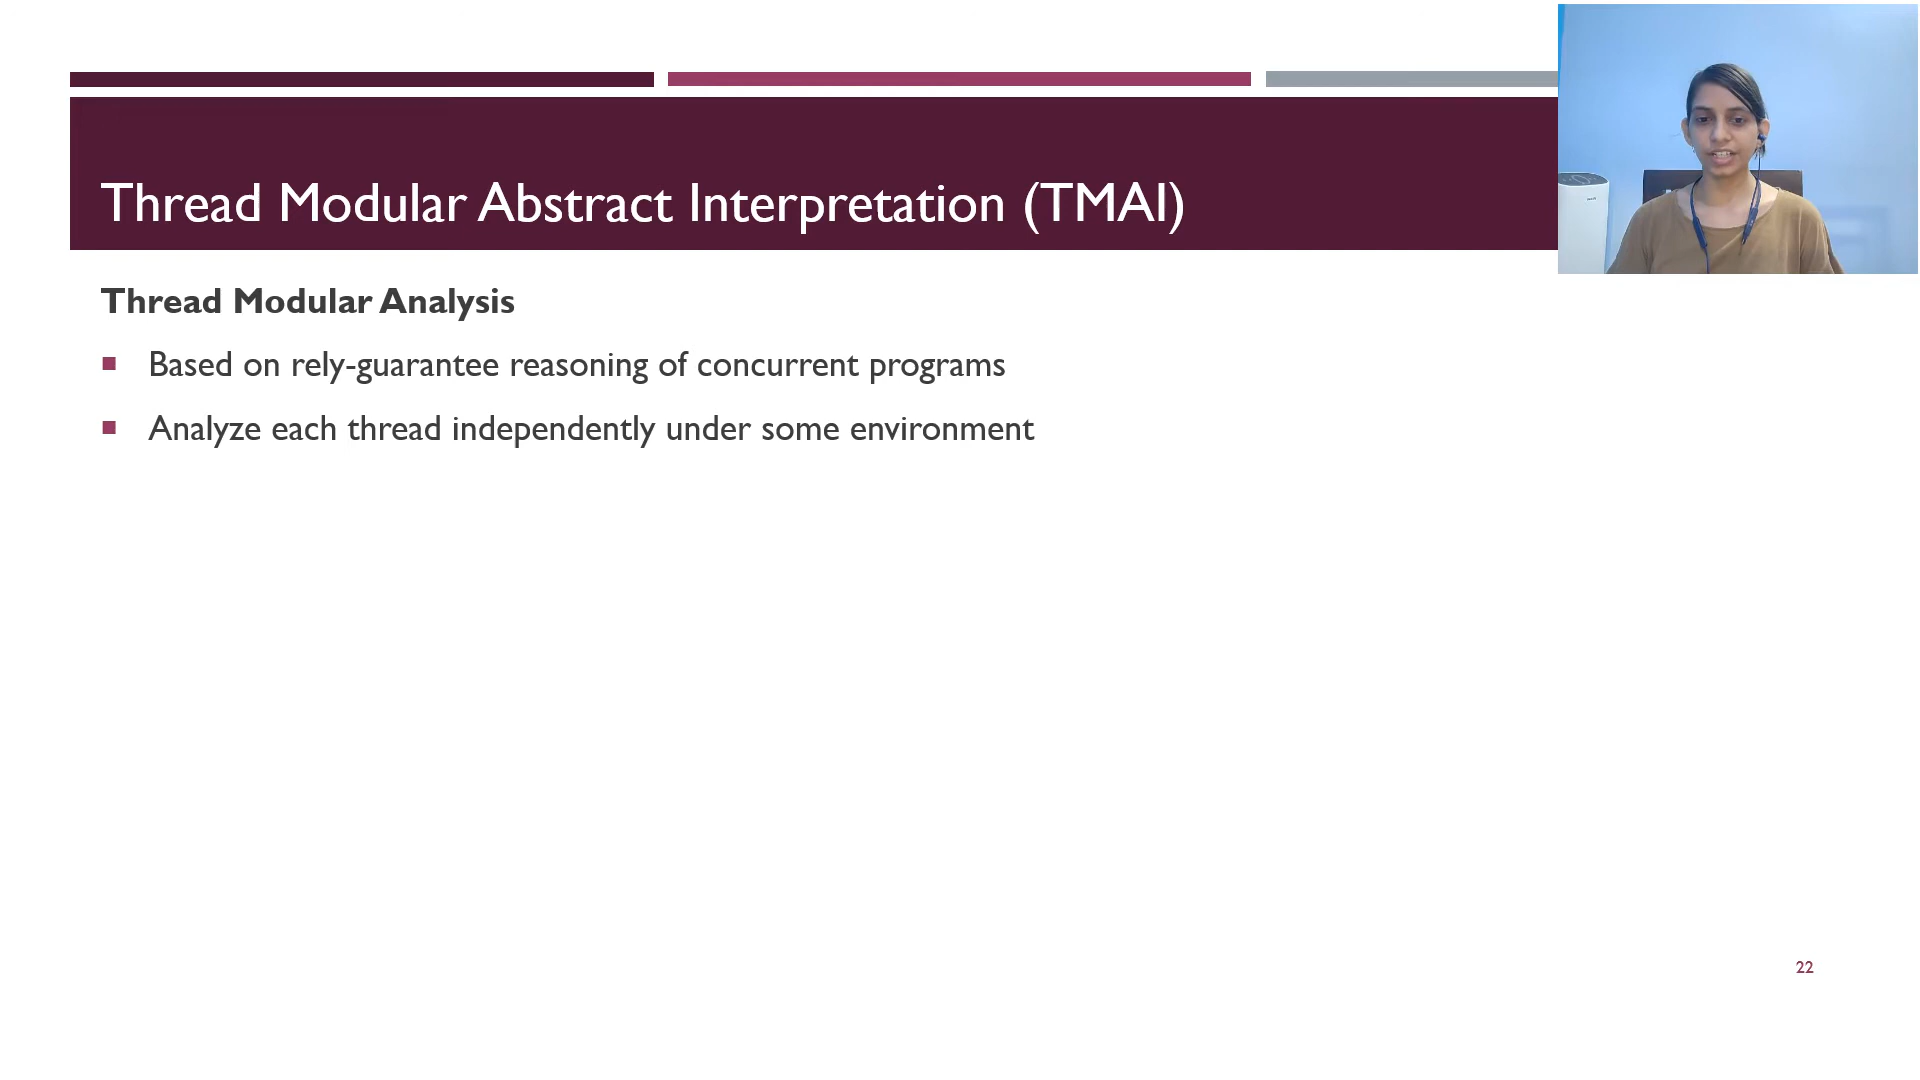 Thread Modular Abstract Interpretation (TMAI)
Thread Modular Analysis
Based on rely-guarantee reasoning of concurrent programs
Analyze each thread independently under some environment
22